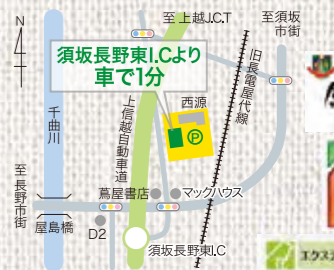 N
至 上越J.C.T
至須坂
市街
須坂長野東I.Cより
車で1分
西源
旧長電屋代線
P
千曲川
上信越自動車道
至長野市街
屋島橋
蔦屋書店
マックハウス
D2
須坂長野東I.C
エクス